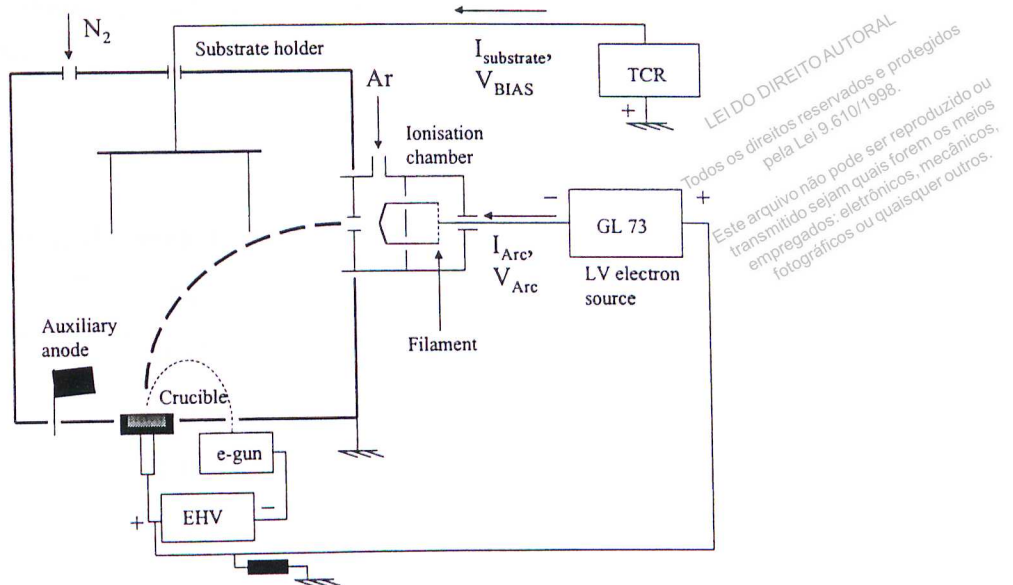 N2
Substrate holder
Isubstrate,
VBIAS
TCR
+
Ar
Ionisation
chamber
−
+
GL 73
IArc,
VArc
LV electron
source
Filament
Auxiliary
anode
Crucible
e-gun
−
+
EHV
LEI DO DIREITO AUTORAL
Todos os direitos reservados e protegidos
pela Lei 9.610/1998.
Este arquivo não pode ser reproduzido ou
transmitido sejam quais forem os meios
empregados: eletrônicos, mecânicos,
fotográficos ou quaisquer outros.